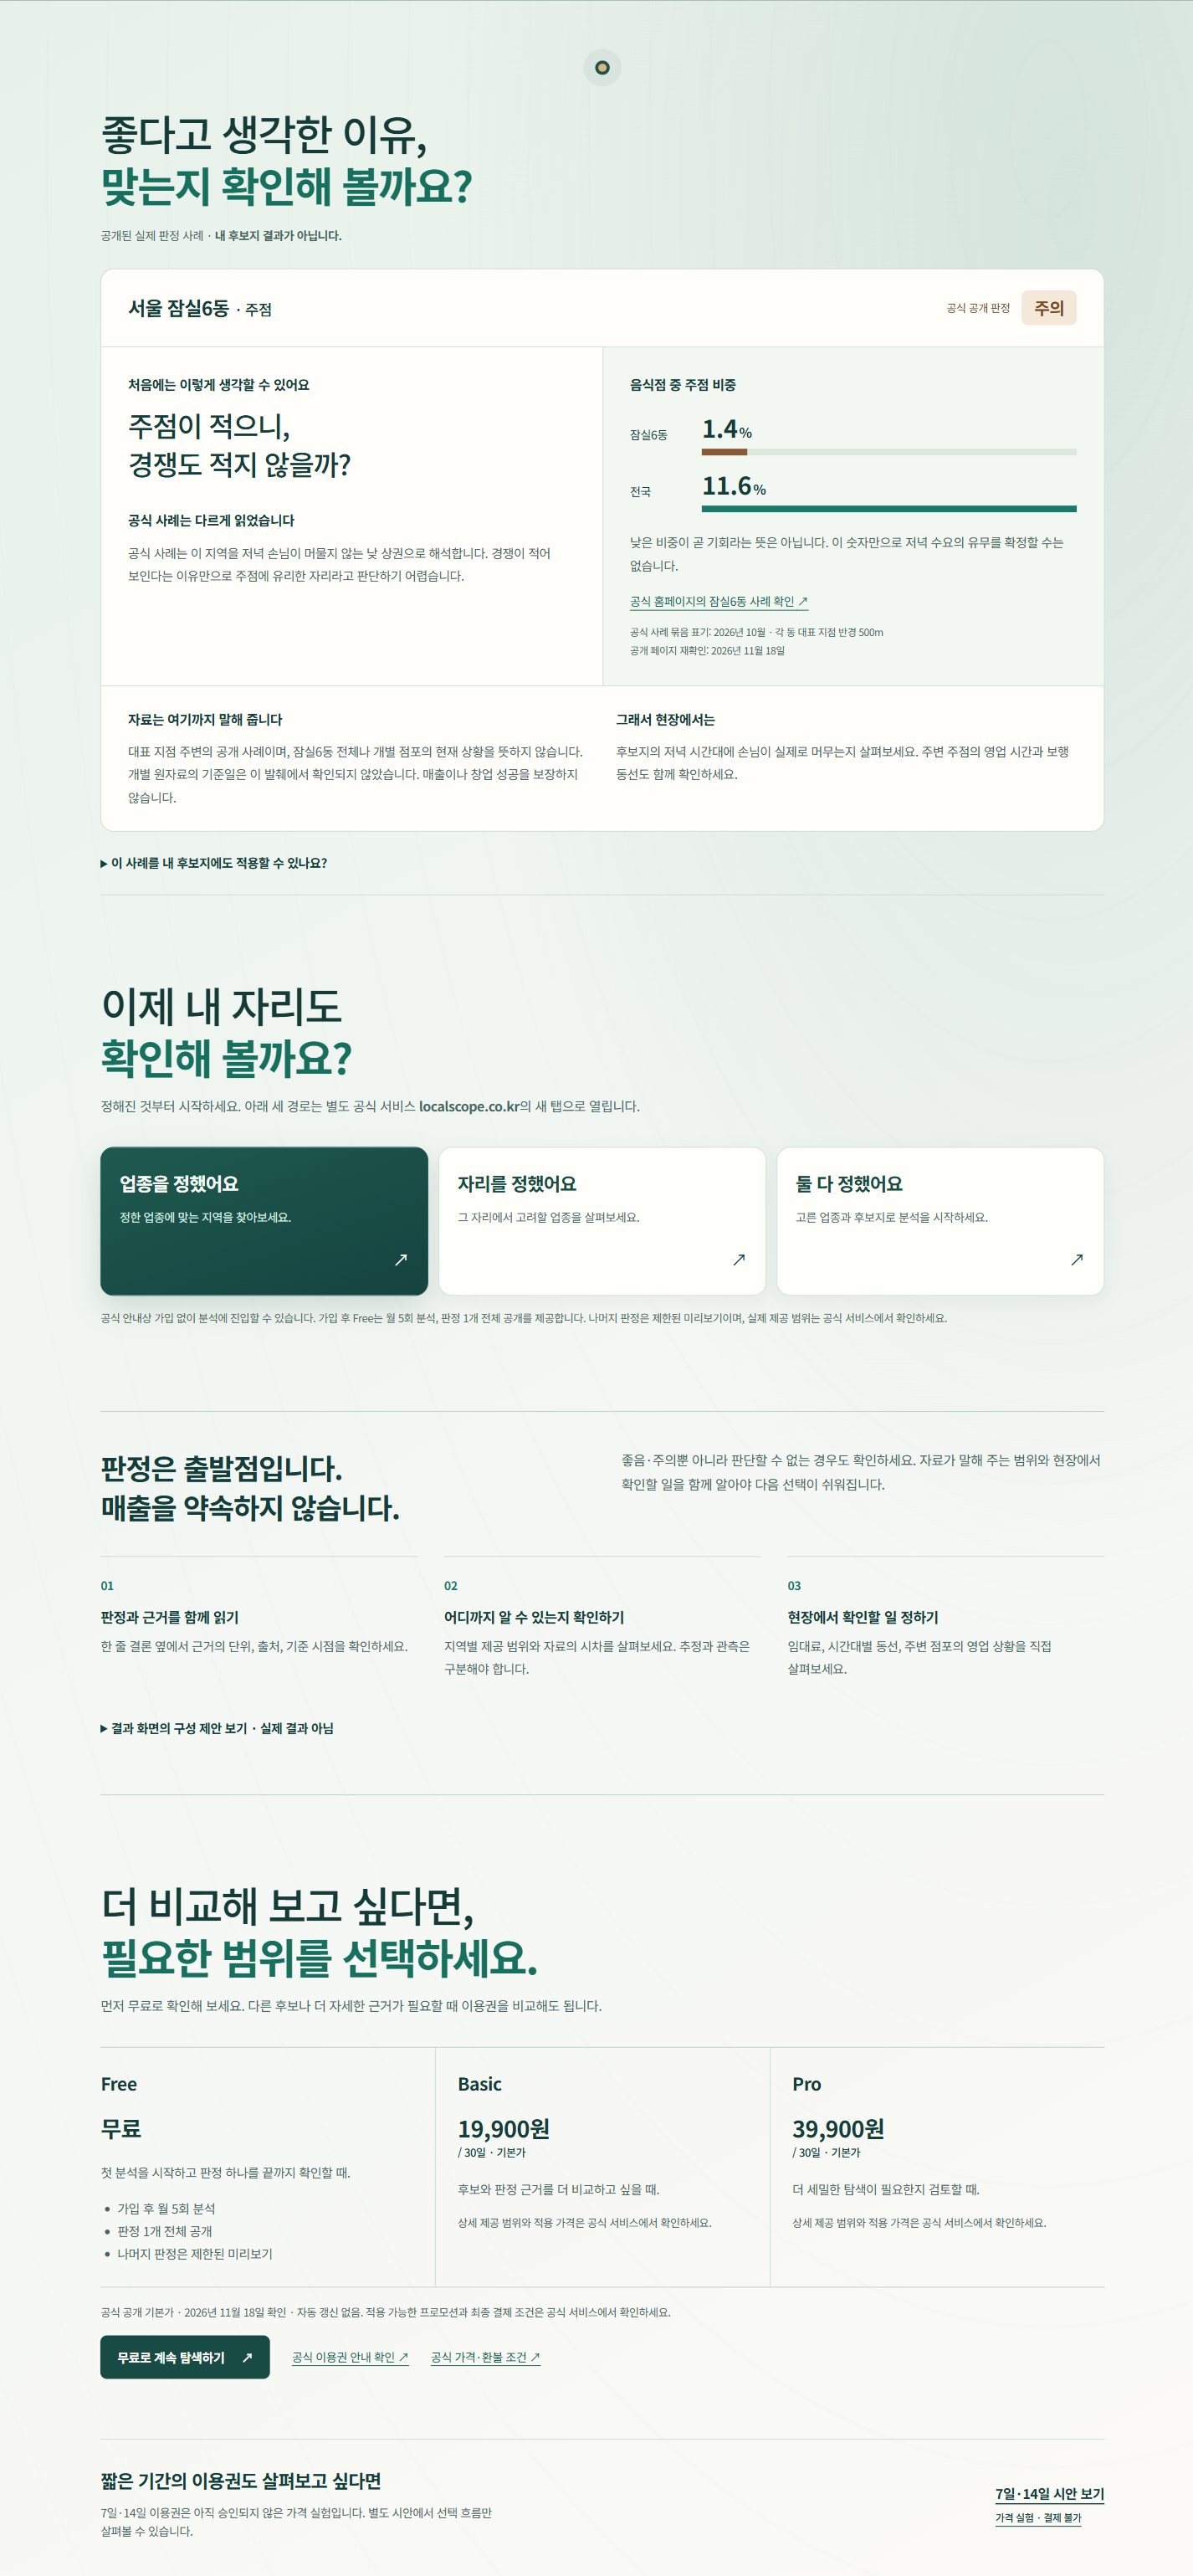 좋다고 생각한 이유,
맞는지 확인해 볼까요?
공개된 실제 판정 사례 · 내 후보지 결과가 아닙니다.
서울 잠실6동 · 주점
공식 공개 판정 주의
처음에는 이렇게 생각할 수 있어요
주점이 적으니,
경쟁도 적지 않을까?
공식 사례는 다르게 읽었습니다
공식 사례는 이 지역을 저녁 손님이 머물지 않는 낮 상권으로 해석합니다. 경쟁이 적어
보인다는 이유만으로 주점에 유리한 자리라고 판단하기 어렵습니다.
음식점 중 주점 비중
잠실6동 1.4%
전국 11.6%
낮은 비중이 곧 기회라는 뜻은 아닙니다. 이 숫자만으로 저녁 수요의 유무를 확정할 수는
없습니다.
공식 홈페이지의 잠실6동 사례 확인 ↗
공식 사례 묶음 표기: 2026년 10월 · 각 동 대표 지점 반경 500m
공개 페이지 재확인: 2026년 11월 18일
자료는 여기까지 말해 줍니다
대표 지점 주변의 공개 사례이며, 잠실6동 전체나 개별 점포의 현재 상황을 뜻하지 않습니다.
개별 원자료의 기준일은 이 발췌에서 확인되지 않았습니다. 매출이나 창업 성공을 보장하지
않습니다.
그래서 현장에서는
후보지의 저녁 시간대에 손님이 실제로 머무는지 살펴보세요. 주변 주점의 영업 시간과 보행
동선도 함께 확인하세요.
▶ 이 사례를 내 후보지에도 적용할 수 있나요?
이제 내 자리도
확인해 볼까요?
정해진 것부터 시작하세요. 아래 세 경로는 별도 공식 서비스 localscope.co.kr의 새 탭으로 열립니다.
업종을 정했어요
정한 업종에 맞는 지역을 찾아보세요.
↗
자리를 정했어요
그 자리에서 고려할 업종을 살펴보세요.
↗
둘 다 정했어요
고른 업종과 후보지로 분석을 시작하세요.
↗
공식 안내상 가입 없이 분석에 진입할 수 있습니다. 가입 후 Free는 월 5회 분석, 판정 1개 전체 공개를 제공합니다. 나머지 판정은 제한된 미리보기이며, 실제 제공 범위는 공식 서비스에서 확인하세요.
판정은 출발점입니다.
매출을 약속하지 않습니다.
좋음·주의뿐 아니라 판단할 수 없는 경우도 확인하세요. 자료가 말해 주는 범위와 현장에서
확인할 일을 함께 알아야 다음 선택이 쉬워집니다.
01
판정과 근거를 함께 읽기
한 줄 결론 옆에서 근거의 단위, 출처, 기준 시점을 확인하세요.
02
어디까지 알 수 있는지 확인하기
지역별 제공 범위와 자료의 시차를 살펴보세요. 추정과 관측은
구분해야 합니다.
03
현장에서 확인할 일 정하기
임대료, 시간대별 동선, 주변 점포의 영업 상황을 직접
살펴보세요.
▶ 결과 화면의 구성 제안 보기 · 실제 결과 아님
더 비교해 보고 싶다면,
필요한 범위를 선택하세요.
먼저 무료로 확인해 보세요. 다른 후보나 더 자세한 근거가 필요할 때 이용권을 비교해도 됩니다.
Free
무료
첫 분석을 시작하고 판정 하나를 끝까지 확인할 때.
• 가입 후 월 5회 분석
• 판정 1개 전체 공개
• 나머지 판정은 제한된 미리보기
Basic
19,900원
/ 30일 · 기본가
후보와 판정 근거를 더 비교하고 싶을 때.
상세 제공 범위와 적용 가격은 공식 서비스에서 확인하세요.
Pro
39,900원
/ 30일 · 기본가
더 세밀한 탐색이 필요한지 검토할 때.
상세 제공 범위와 적용 가격은 공식 서비스에서 확인하세요.
공식 공개 기본가 · 2026년 11월 18일 확인 · 자동 갱신 없음. 적용 가능한 프로모션과 최종 결제 조건은 공식 서비스에서 확인하세요.
무료로 계속 탐색하기 ↗
공식 이용권 안내 확인 ↗
공식 가격·환불 조건 ↗
짧은 기간의 이용권도 살펴보고 싶다면
7일·14일 이용권은 아직 승인되지 않은 가격 실험입니다. 별도 시안에서 선택 흐름만
살펴볼 수 있습니다.
7일·14일 시안 보기
가격 실험 · 결제 불가